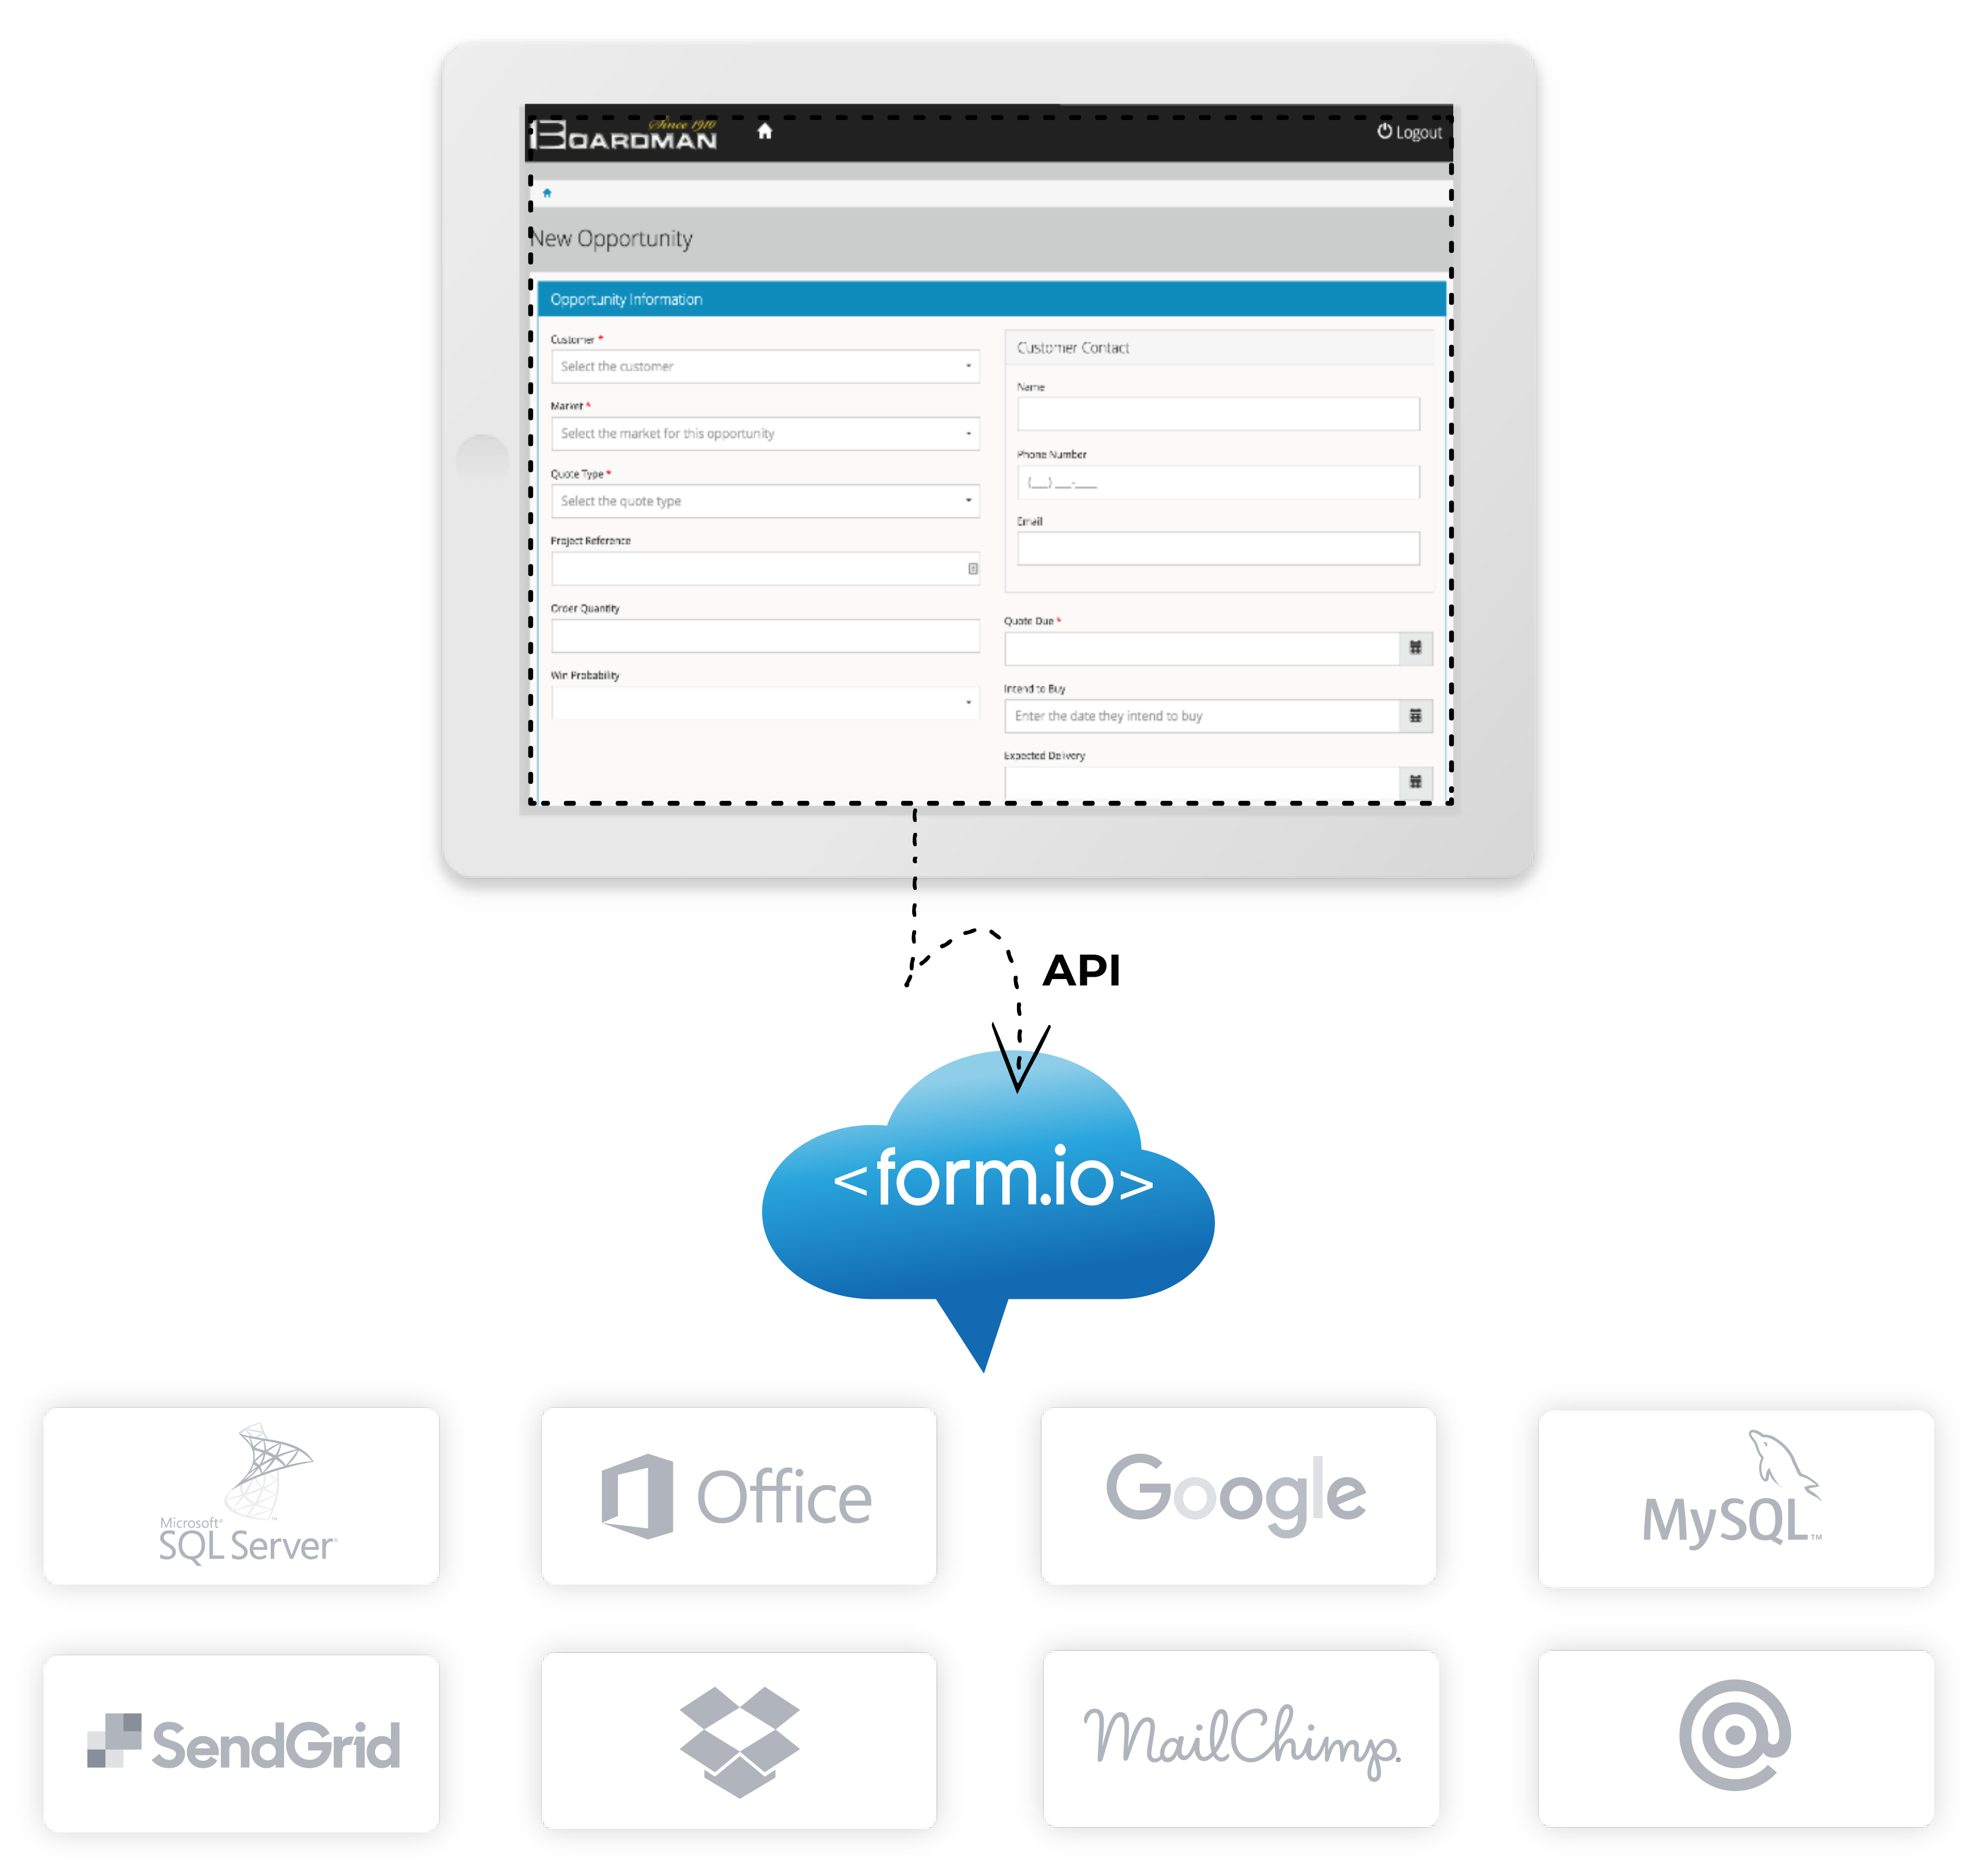 Since 1910
BOARDMAN
Logout
New Opportunity
Opportunity Information
Customer *
Select the customer
Market *
Select the market for this opportunity
Quote Type *
Select the quote type
Project Reference
Order Quantity
Win Probability
Customer Contact
Name
Phone Number
(___) ___-____
Email
Quote Due *
Intend to Buy
Enter the date they intend to buy
Expected Delivery
API
<form.io>
Microsoft®
SQL Server®
Office
Google
MySQL™
SendGrid
MailChimp®